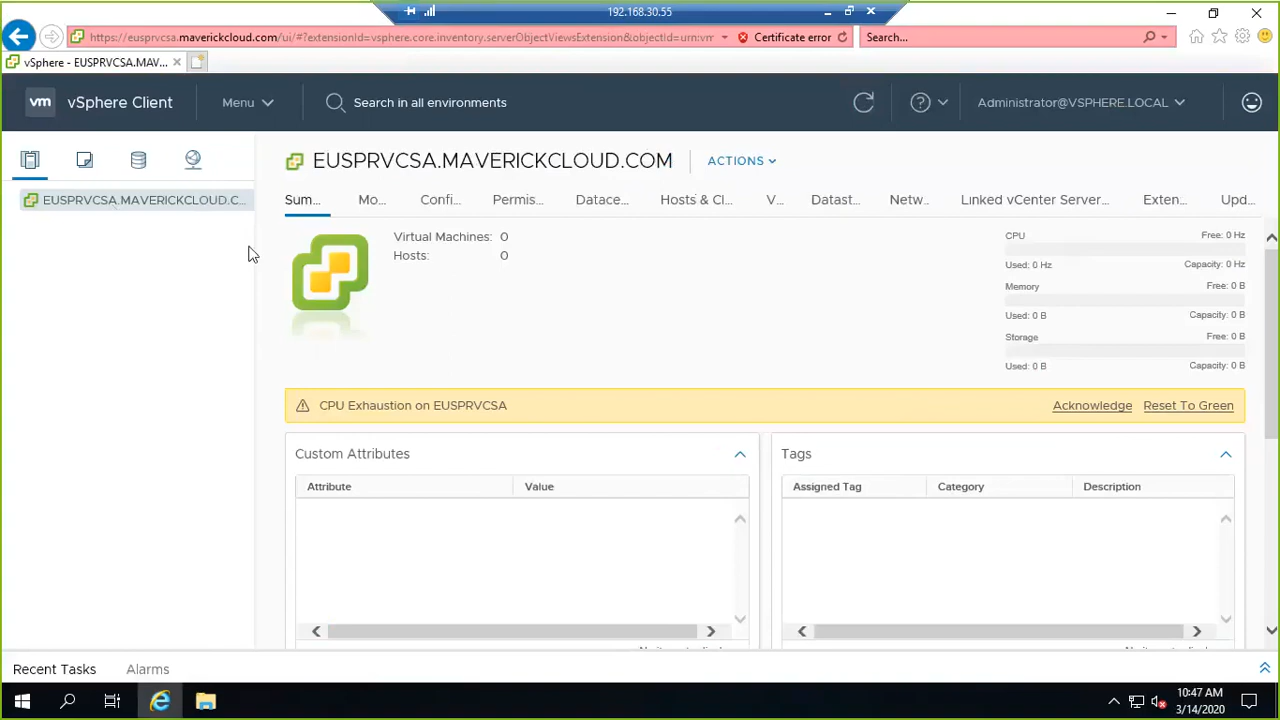 192.168.30.55
https://eusprvcsa.maverickcloud.com/ui/#?extensionId=vsphere.core.inventory.serverObjectViewsExtension&objectId=urn:vm
Certificate error
Search...
vSphere - EUSPRVCSA.MAV...
vm
vSphere Client
Menu
Search in all environments
Administrator@VSPHERE.LOCAL
EUSPRVCSA.MAVERICKCLOUD.C...
EUSPRVCSA.MAVERICKCLOUD.COM
ACTIONS
Sum... Mo... Confi... Permis... Datace... Hosts & Cl... V... Datast... Netw... Linked vCenter Server... Exten... Upd...
Virtual Machines: 0
Hosts: 0
CPU Free: 0 Hz
Used: 0 Hz Capacity: 0 Hz
Memory Free: 0 B
Used: 0 B Capacity: 0 B
Storage Free: 0 B
Used: 0 B Capacity: 0 B
CPU Exhaustion on EUSPRVCSA
Acknowledge Reset To Green
Custom Attributes
Attribute Value
Tags
Assigned Tag Category Description
Recent Tasks Alarms
10:47 AM
3/14/2020